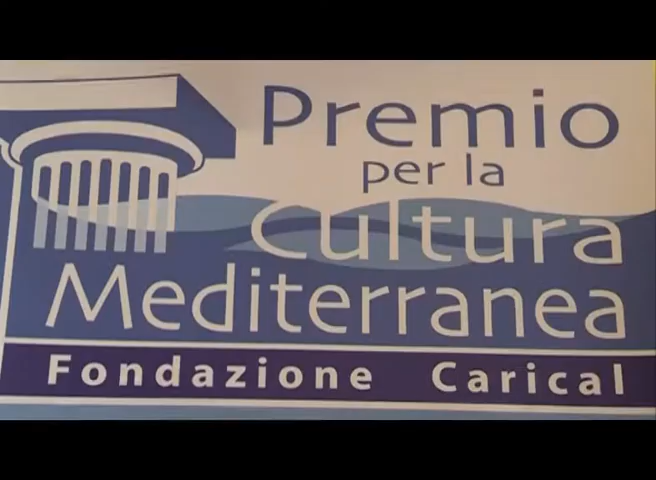 Premio
per la
Cultura
Mediterranea
Fondazione Carical